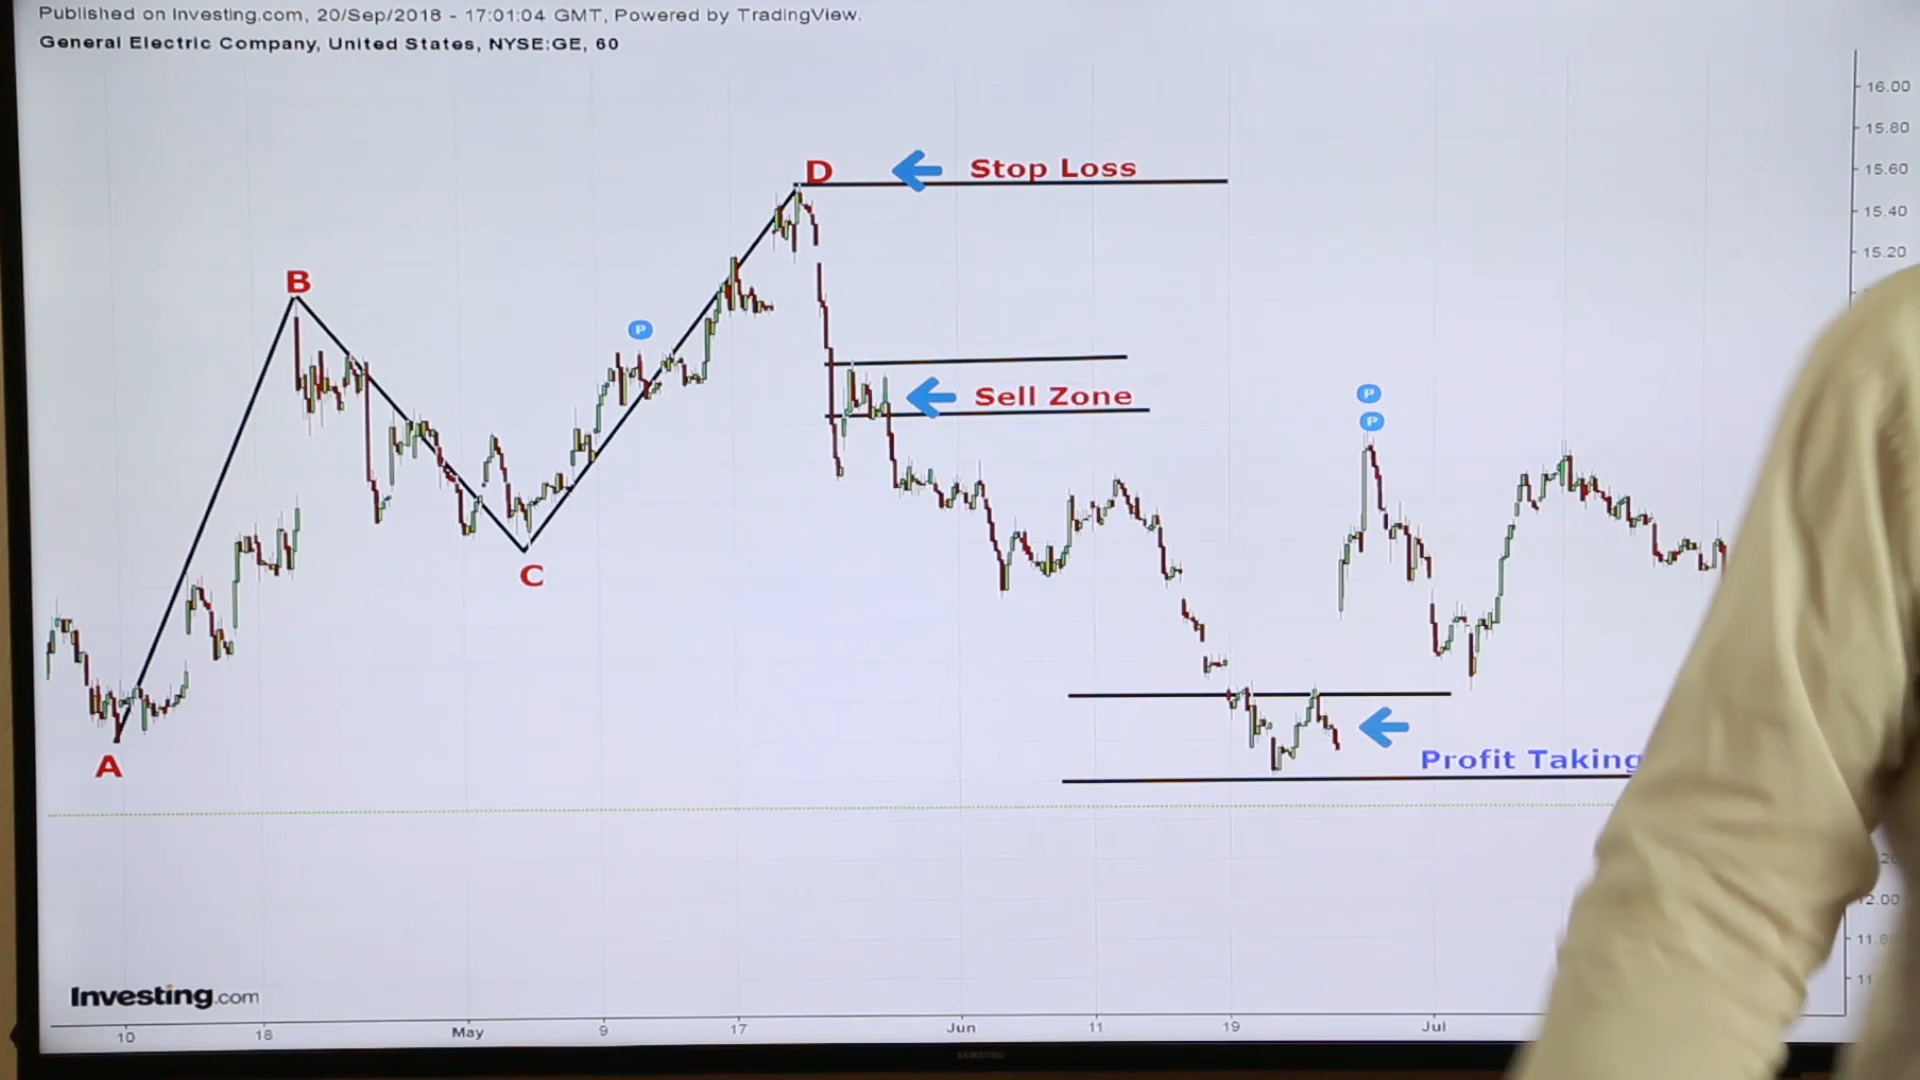 Published on Investing.com, 20/Sep/2018 - 17:01:04 GMT, Powered by TradingView.
General Electric Company, United States, NYSE:GE, 60
16.00
15.80
D
Stop Loss
15.60
15.40
15.20
B
P
P
Sell Zone
P
C
A
Profit Taking
12.00
Investing.com
10
18
May
9
17
Jun
11
19
Jul
SAMSUNG